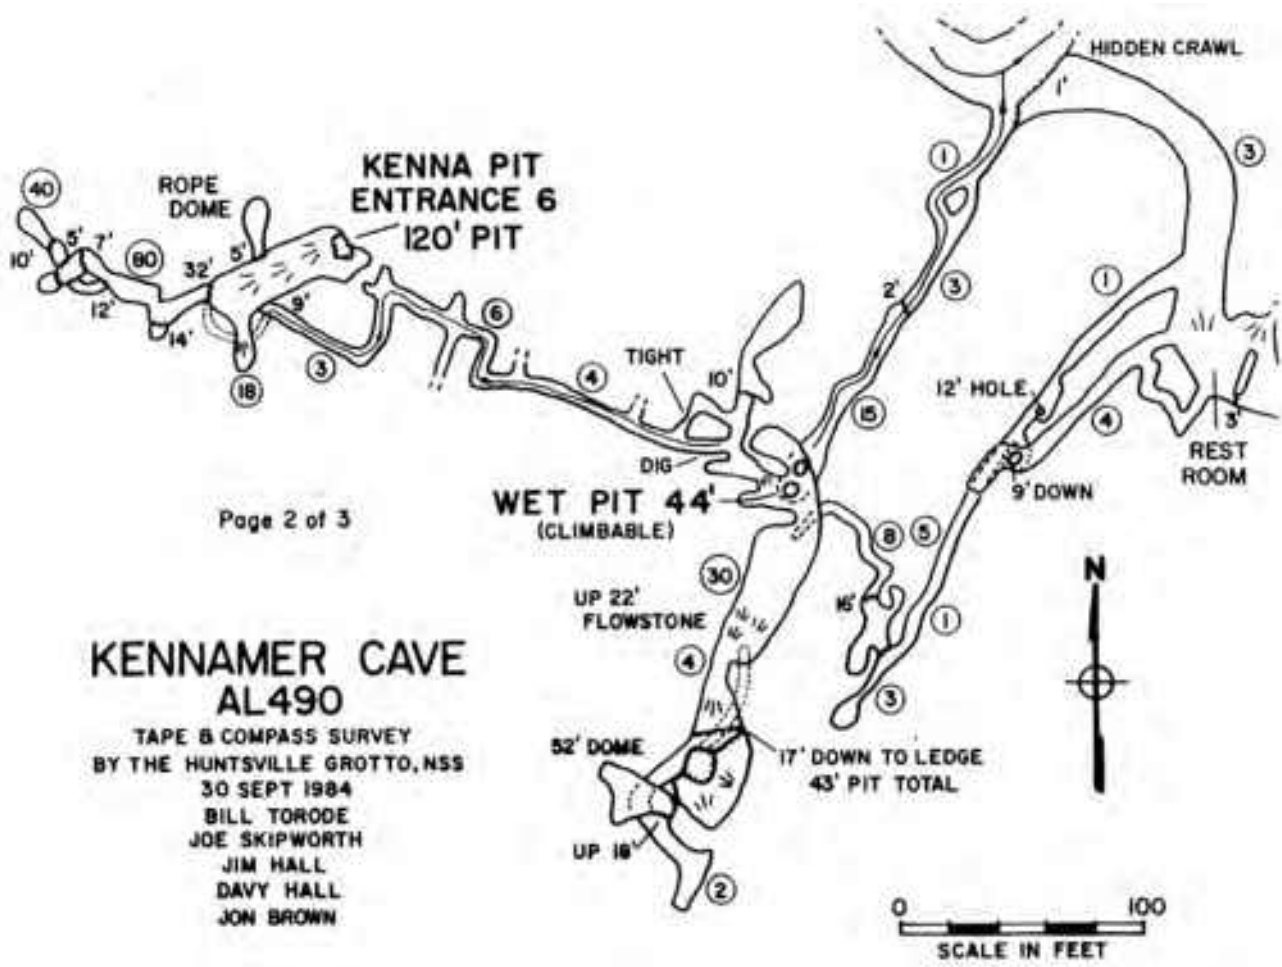 HIDDEN CRAWL
1'
3
1
KENNA PIT
ENTRANCE 6
120' PIT
ROPE
DOME
40
5'
7'
10'
80
32'
5'
12'
14'
9'
18
3
6
4
TIGHT
10'
DIG
2'
3
15
1
12' HOLE
4
3'
REST
ROOM
9' DOWN
WET PIT 44'
(CLIMBABLE)
Page 2 of 3
30
8
5
16'
1
3
UP 22'
FLOWSTONE
4
N
KENNAMER CAVE
AL490
TAPE & COMPASS SURVEY
BY THE HUNTSVILLE GROTTO, NSS
30 SEPT 1984
BILL TORODE
JOE SKIPWORTH
JIM HALL
DAVY HALL
JON BROWN
52' DOME
17' DOWN TO LEDGE
43' PIT TOTAL
UP 18'
2
0 100
SCALE IN FEET